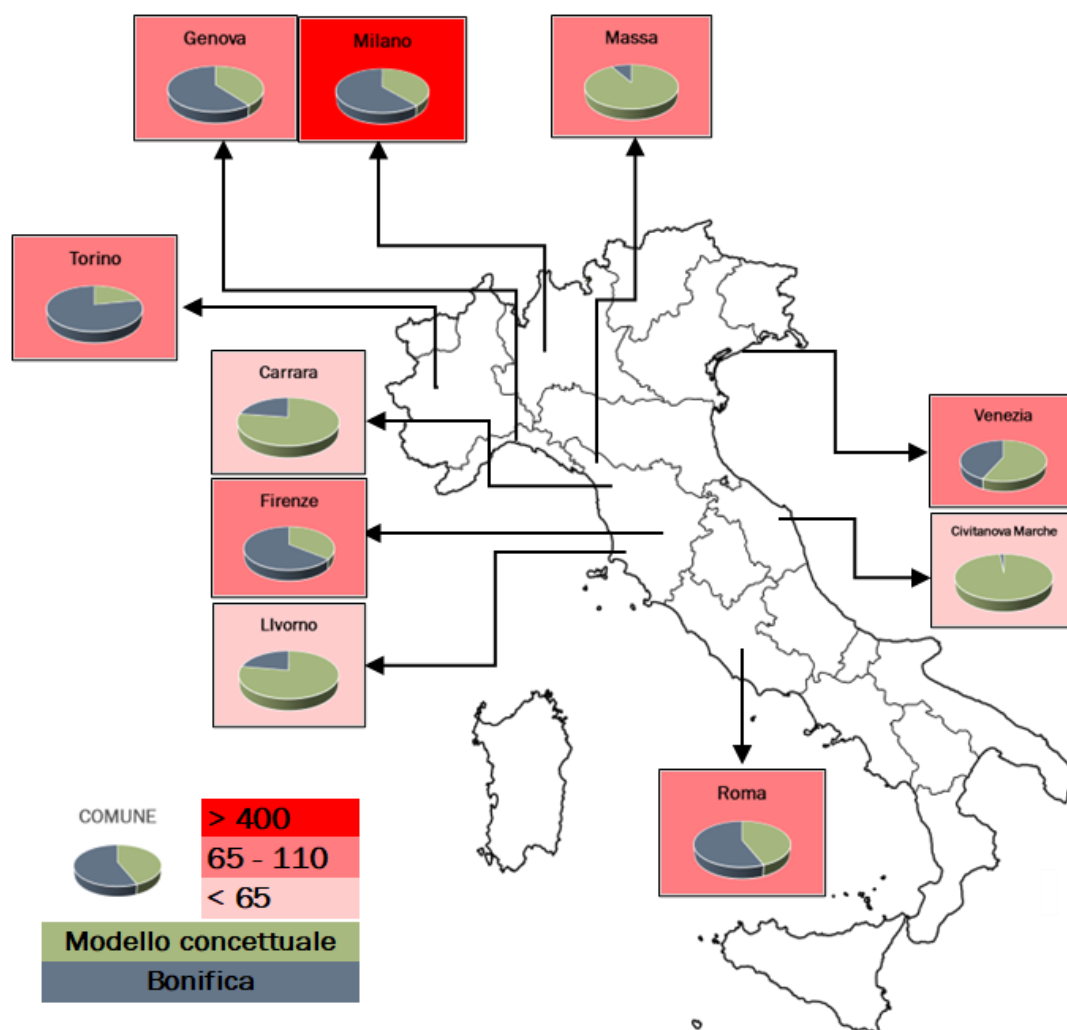 Genova
Milano
Massa
Torino
Carrara
Venezia
Firenze
Civitanova Marche
LIvorno
Roma
COMUNE
> 400
65 - 110
< 65
Modello concettuale
Bonifica